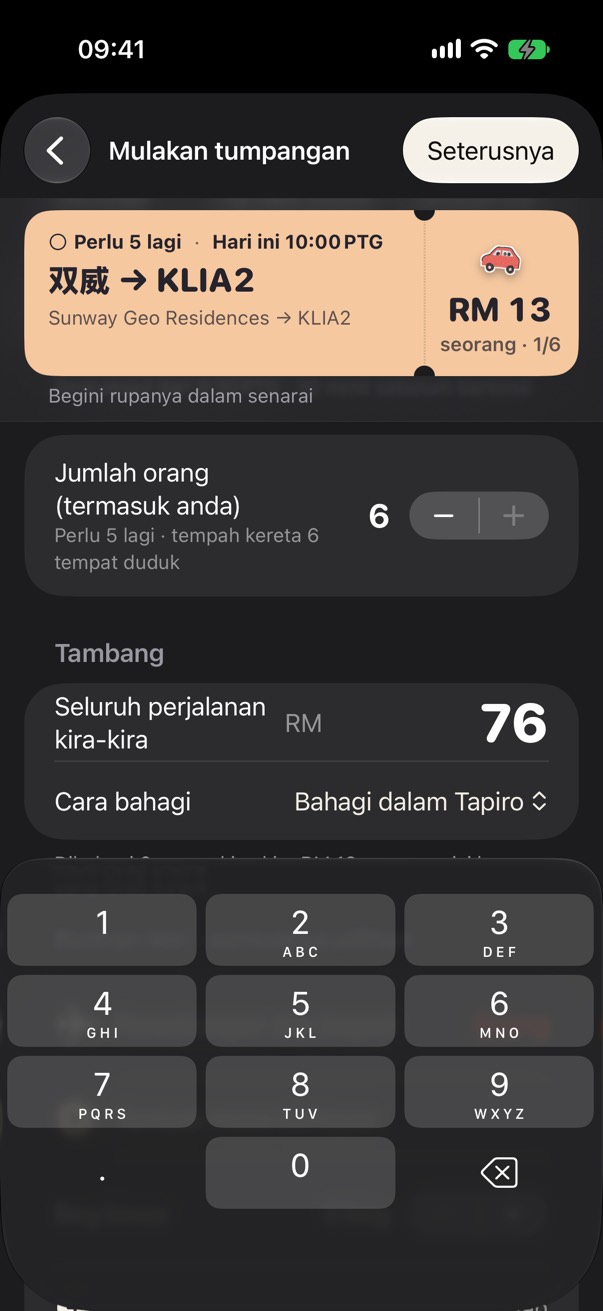 09:41
Mulakan tumpangan
Seterusnya
Perlu 5 lagi · Hari ini 10:00 PTG
双威 → KLIA2
Sunway Geo Residences → KLIA2
RM 13
seorang · 1/6
Begini rupanya dalam senarai
Jumlah orang
(termasuk anda)
Perlu 5 lagi · tempah kereta 6
tempat duduk
6
Tambang
Seluruh perjalanan
kira-kira
RM
76
Cara bahagi
Bahagi dalam Tapiro
1
2
ABC
3
DEF
4
GHI
5
JKL
6
MNO
7
PQRS
8
TUV
9
WXYZ
.
0